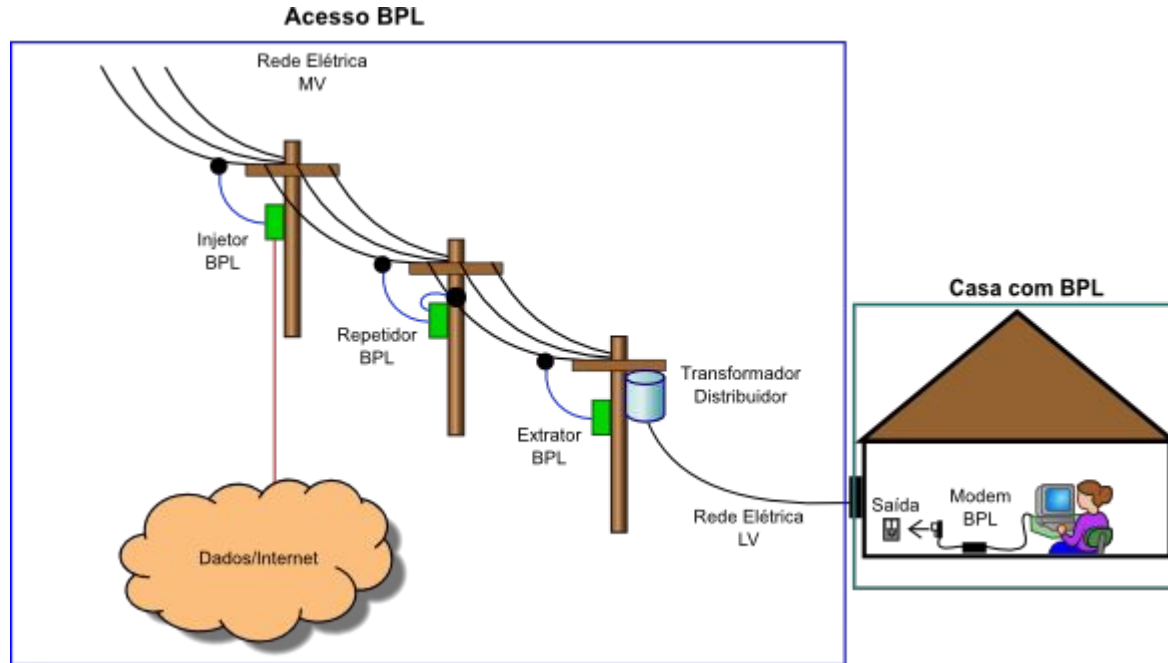 Acesso BPL
Rede Elétrica
MV
Injetor
BPL
Repetidor
BPL
Extrator
BPL
Transformador
Distribuidor
Rede Elétrica
LV
Dados/Internet
Casa com BPL
Saída
Modem
BPL